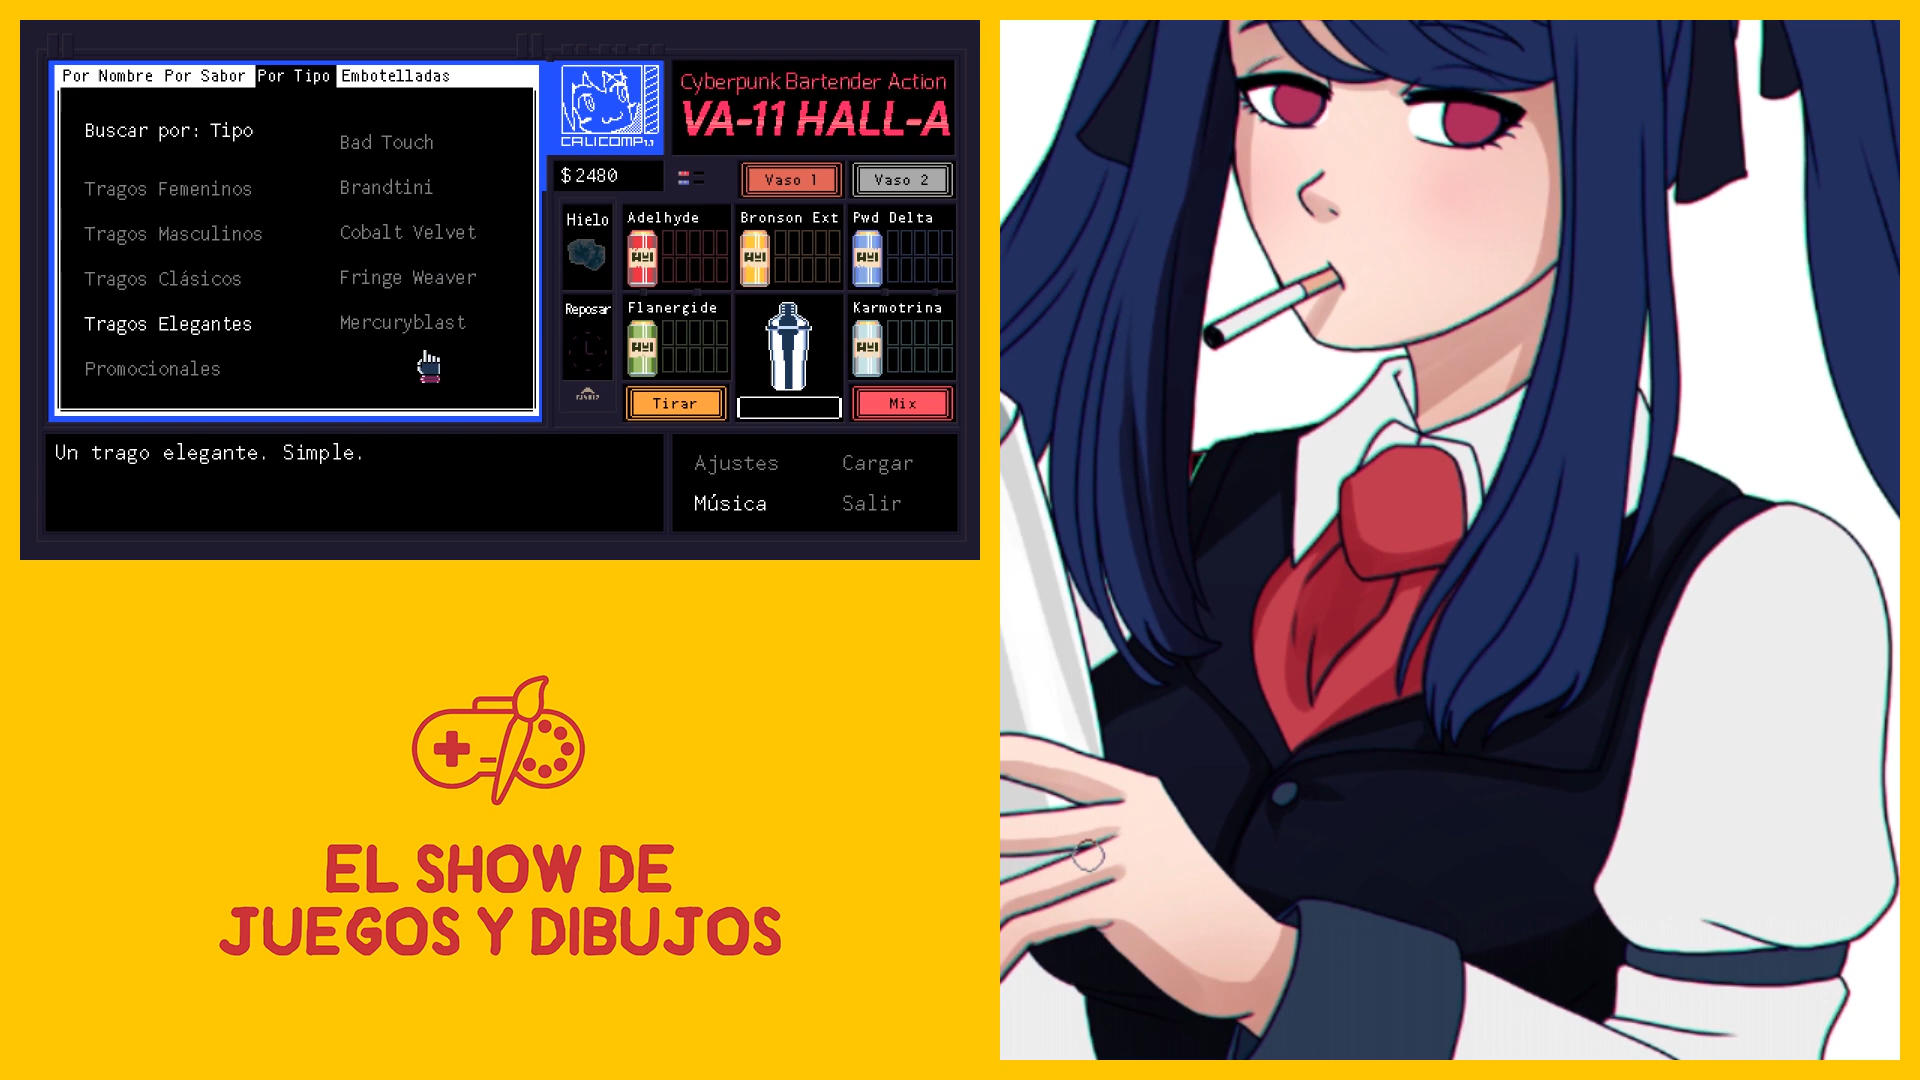 Por Nombre Por Sabor Por Tipo Embotelladas
Buscar por: Tipo
Tragos Femeninos
Tragos Masculinos
Tragos Clásicos
Tragos Elegantes
Promocionales
Bad Touch
Brandtini
Cobalt Velvet
Fringe Weaver
Mercuryblast
CALICOMP1.1
Cyberpunk Bartender Action
VA-11 HALL-A
$2480
Vaso 1
Vaso 2
Hielo
Adelhyde
Bronson Ext
Pwd Delta
Reposar
Flanergide
Karmotrina
Tirar
Mix
Un trago elegante. Simple.
Ajustes
Cargar
Música
Salir
EL SHOW DE
JUEGOS Y DIBUJOS